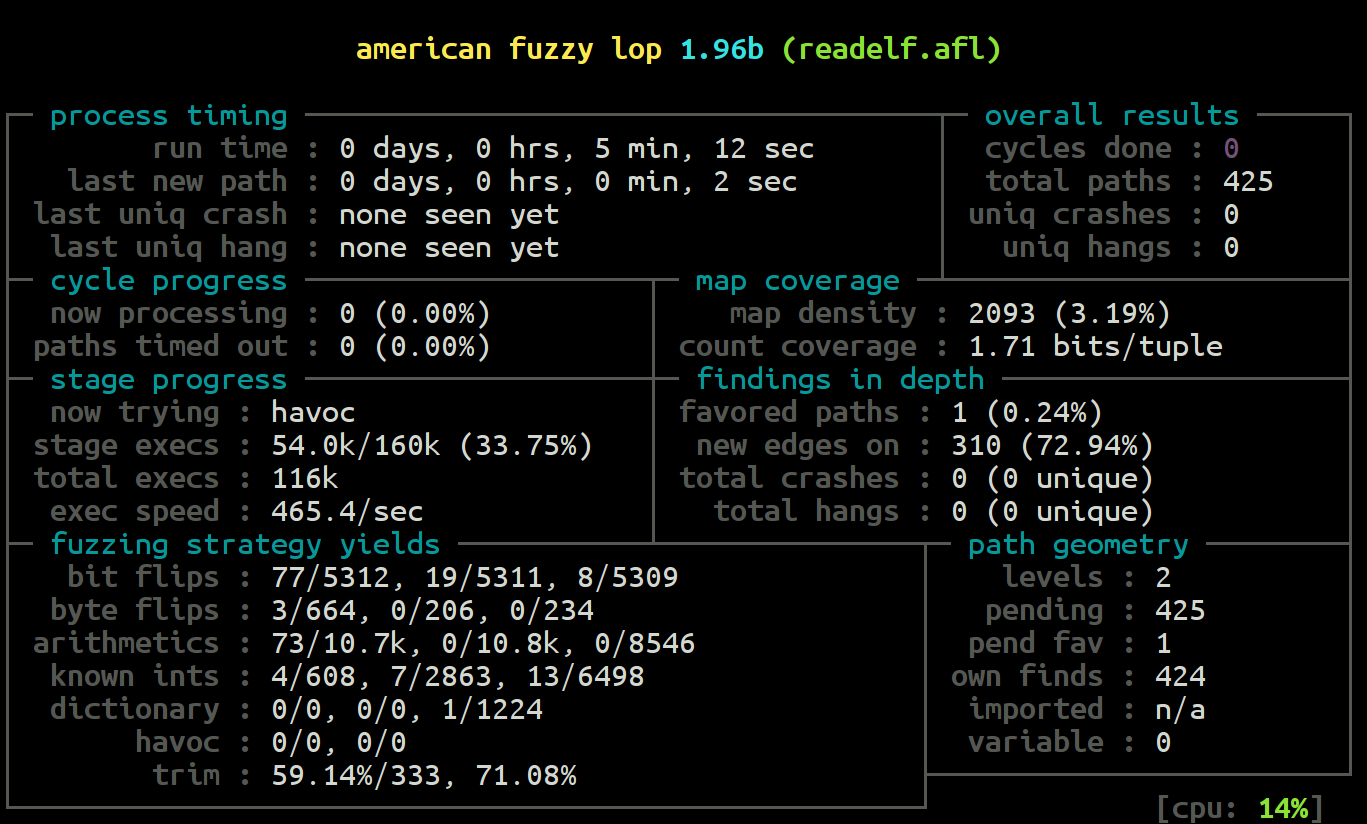 american fuzzy lop 1.96b (readelf.afl)
process timing overall results
run time : 0 days, 0 hrs, 5 min, 12 sec cycles done : 0
last new path : 0 days, 0 hrs, 0 min, 2 sec total paths : 425
last uniq crash : none seen yet uniq crashes : 0
last uniq hang : none seen yet uniq hangs : 0
cycle progress map coverage
now processing : 0 (0.00%) map density : 2093 (3.19%)
paths timed out : 0 (0.00%) count coverage : 1.71 bits/tuple
stage progress findings in depth
now trying : havoc favored paths : 1 (0.24%)
stage execs : 54.0k/160k (33.75%) new edges on : 310 (72.94%)
total execs : 116k total crashes : 0 (0 unique)
exec speed : 465.4/sec total hangs : 0 (0 unique)
fuzzing strategy yields path geometry
bit flips : 77/5312, 19/5311, 8/5309 levels : 2
byte flips : 3/664, 0/206, 0/234 pending : 425
arithmetics : 73/10.7k, 0/10.8k, 0/8546 pend fav : 1
known ints : 4/608, 7/2863, 13/6498 own finds : 424
dictionary : 0/0, 0/0, 1/1224 imported : n/a
havoc : 0/0, 0/0 variable : 0
trim : 59.14%/333, 71.08%
[cpu: 14%]